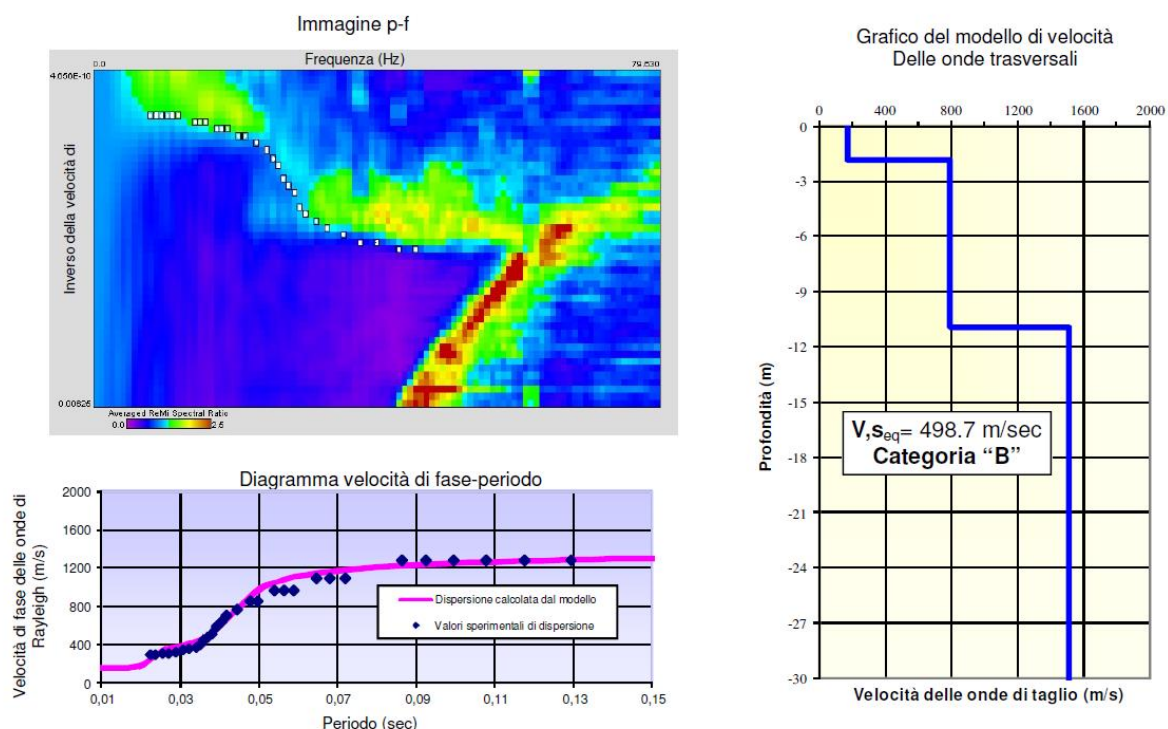 Immagine p-f
Frequenza (Hz)
0.0
79.630
Inverso della velocità di
0.00625
Averaged ReMi Spectral Ratio
0.0
2.5
Diagramma velocità di fase-periodo
Velocità di fase delle onde di
Rayleigh (m/s)
2000
1600
1200
800
400
0
Dispersione calcolata dal modello
Valori sperimentali di dispersione
0,01 0,03 0,05 0,07 0,09 0,11 0,13 0,15
Periodo (sec)
Grafico del modello di velocità
Delle onde trasversali
0 400 800 1200 1600 2000
Profondità (m)
0
-3
-6
-9
-12
-15
-18
-21
-24
-27
-30
V,seq= 498.7 m/sec
Categoria “B”
Velocità delle onde di taglio (m/s)